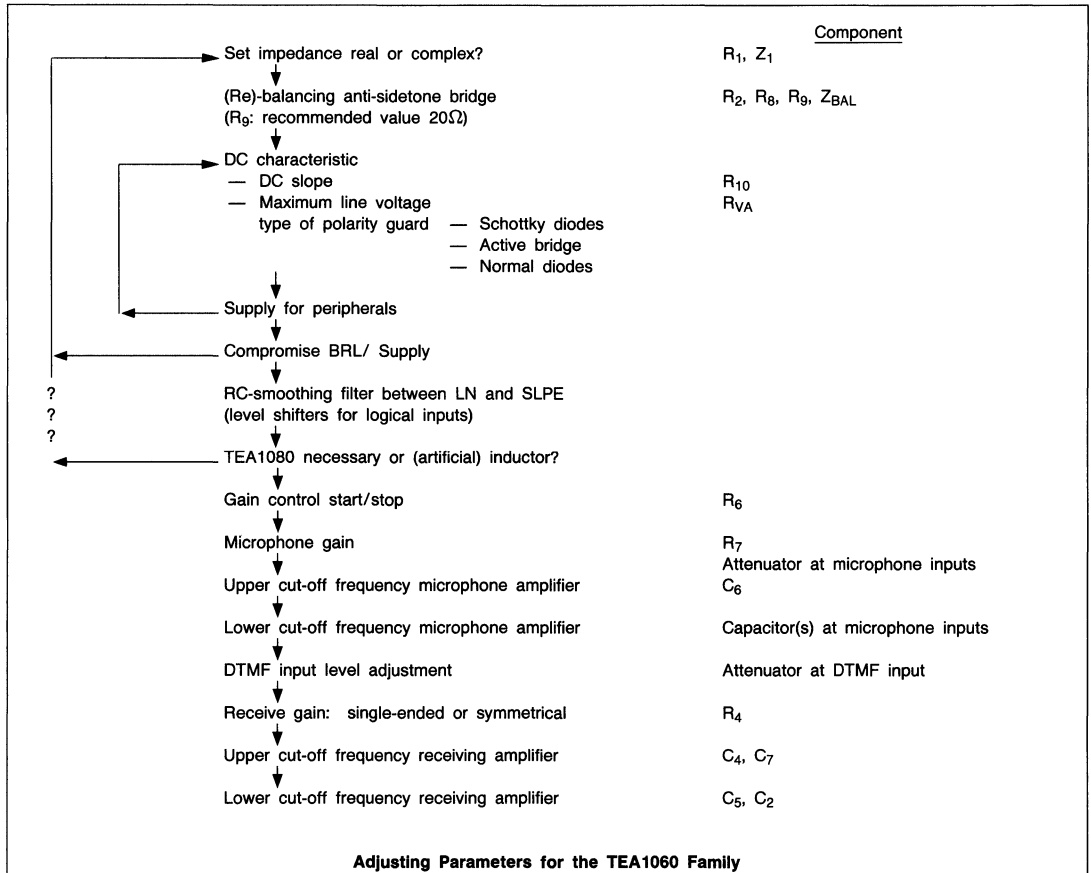 Component
Set impedance real or complex? R1, Z1
(Re)-balancing anti-sidetone bridge R2, R8, R9, ZBAL
(R9: recommended value 20Ω)
DC characteristic
— DC slope R10
— Maximum line voltage RVA
type of polarity guard — Schottky diodes
— Active bridge
— Normal diodes
Supply for peripherals
Compromise BRL/ Supply
? RC-smoothing filter between LN and SLPE
? (level shifters for logical inputs)
?
TEA1080 necessary or (artificial) inductor?
Gain control start/stop R6
Microphone gain R7
Attenuator at microphone inputs
Upper cut-off frequency microphone amplifier C6
Lower cut-off frequency microphone amplifier Capacitor(s) at microphone inputs
DTMF input level adjustment Attenuator at DTMF input
Receive gain: single-ended or symmetrical R4
Upper cut-off frequency receiving amplifier C4, C7
Lower cut-off frequency receiving amplifier C5, C2
Adjusting Parameters for the TEA1060 Family